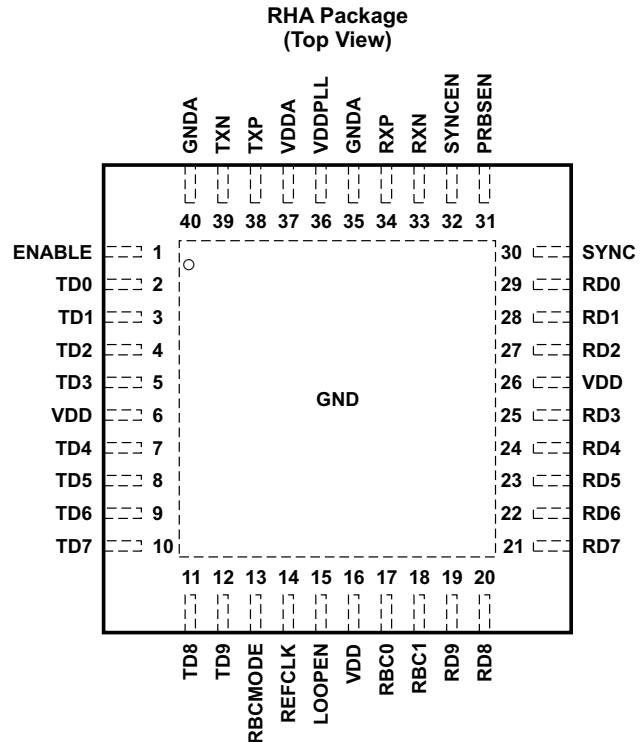 RHA Package
(Top View)
GNDA
TXN
TXP
VDDA
VDDPLL
GNDA
RXP
RXN
SYNCEN
PRBSEN
40 39 38 37 36 35 34 33 32 31
ENABLE 1 30 SYNC
TD0 2 29 RD0
TD1 3 28 RD1
TD2 4 27 RD2
TD3 5 26 VDD
VDD 6 25 RD3
TD4 7 24 RD4
TD5 8 23 RD5
TD6 9 22 RD6
TD7 10 21 RD7
GND
11 12 13 14 15 16 17 18 19 20
TD8
TD9
RBCMODE
REFCLK
LOOPEN
VDD
RBC0
RBC1
RD9
RD8